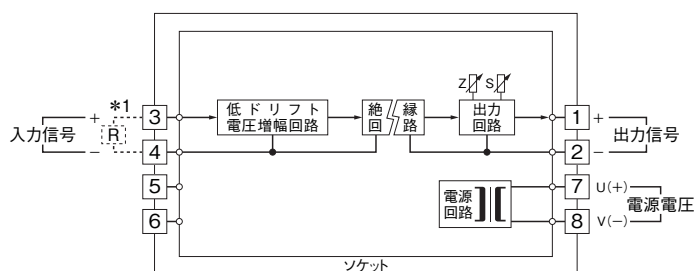 入力信号
+
−
*1
R
3
4
5
6
低ドリフト
電圧増幅回路
絶縁
回路
Z
S
出力
回路
電源
回路
1
+
2
−
出力信号
7
U(+)
8
V(−)
電源電圧
ソケット